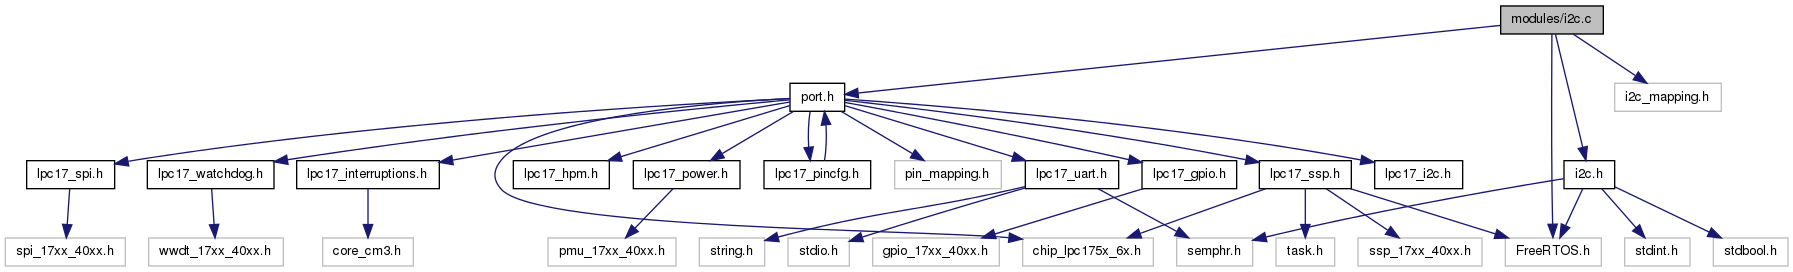 modules/i2c.c
port.h
i2c_mapping.h
lpc17_spi.h
lpc17_watchdog.h
lpc17_interruptions.h
lpc17_hpm.h
lpc17_power.h
lpc17_pincfg.h
pin_mapping.h
lpc17_uart.h
lpc17_gpio.h
lpc17_ssp.h
lpc17_i2c.h
i2c.h
spi_17xx_40xx.h
wwdt_17xx_40xx.h
core_cm3.h
pmu_17xx_40xx.h
string.h
stdio.h
gpio_17xx_40xx.h
chip_lpc175x_6x.h
semphr.h
task.h
ssp_17xx_40xx.h
FreeRTOS.h
stdint.h
stdbool.h